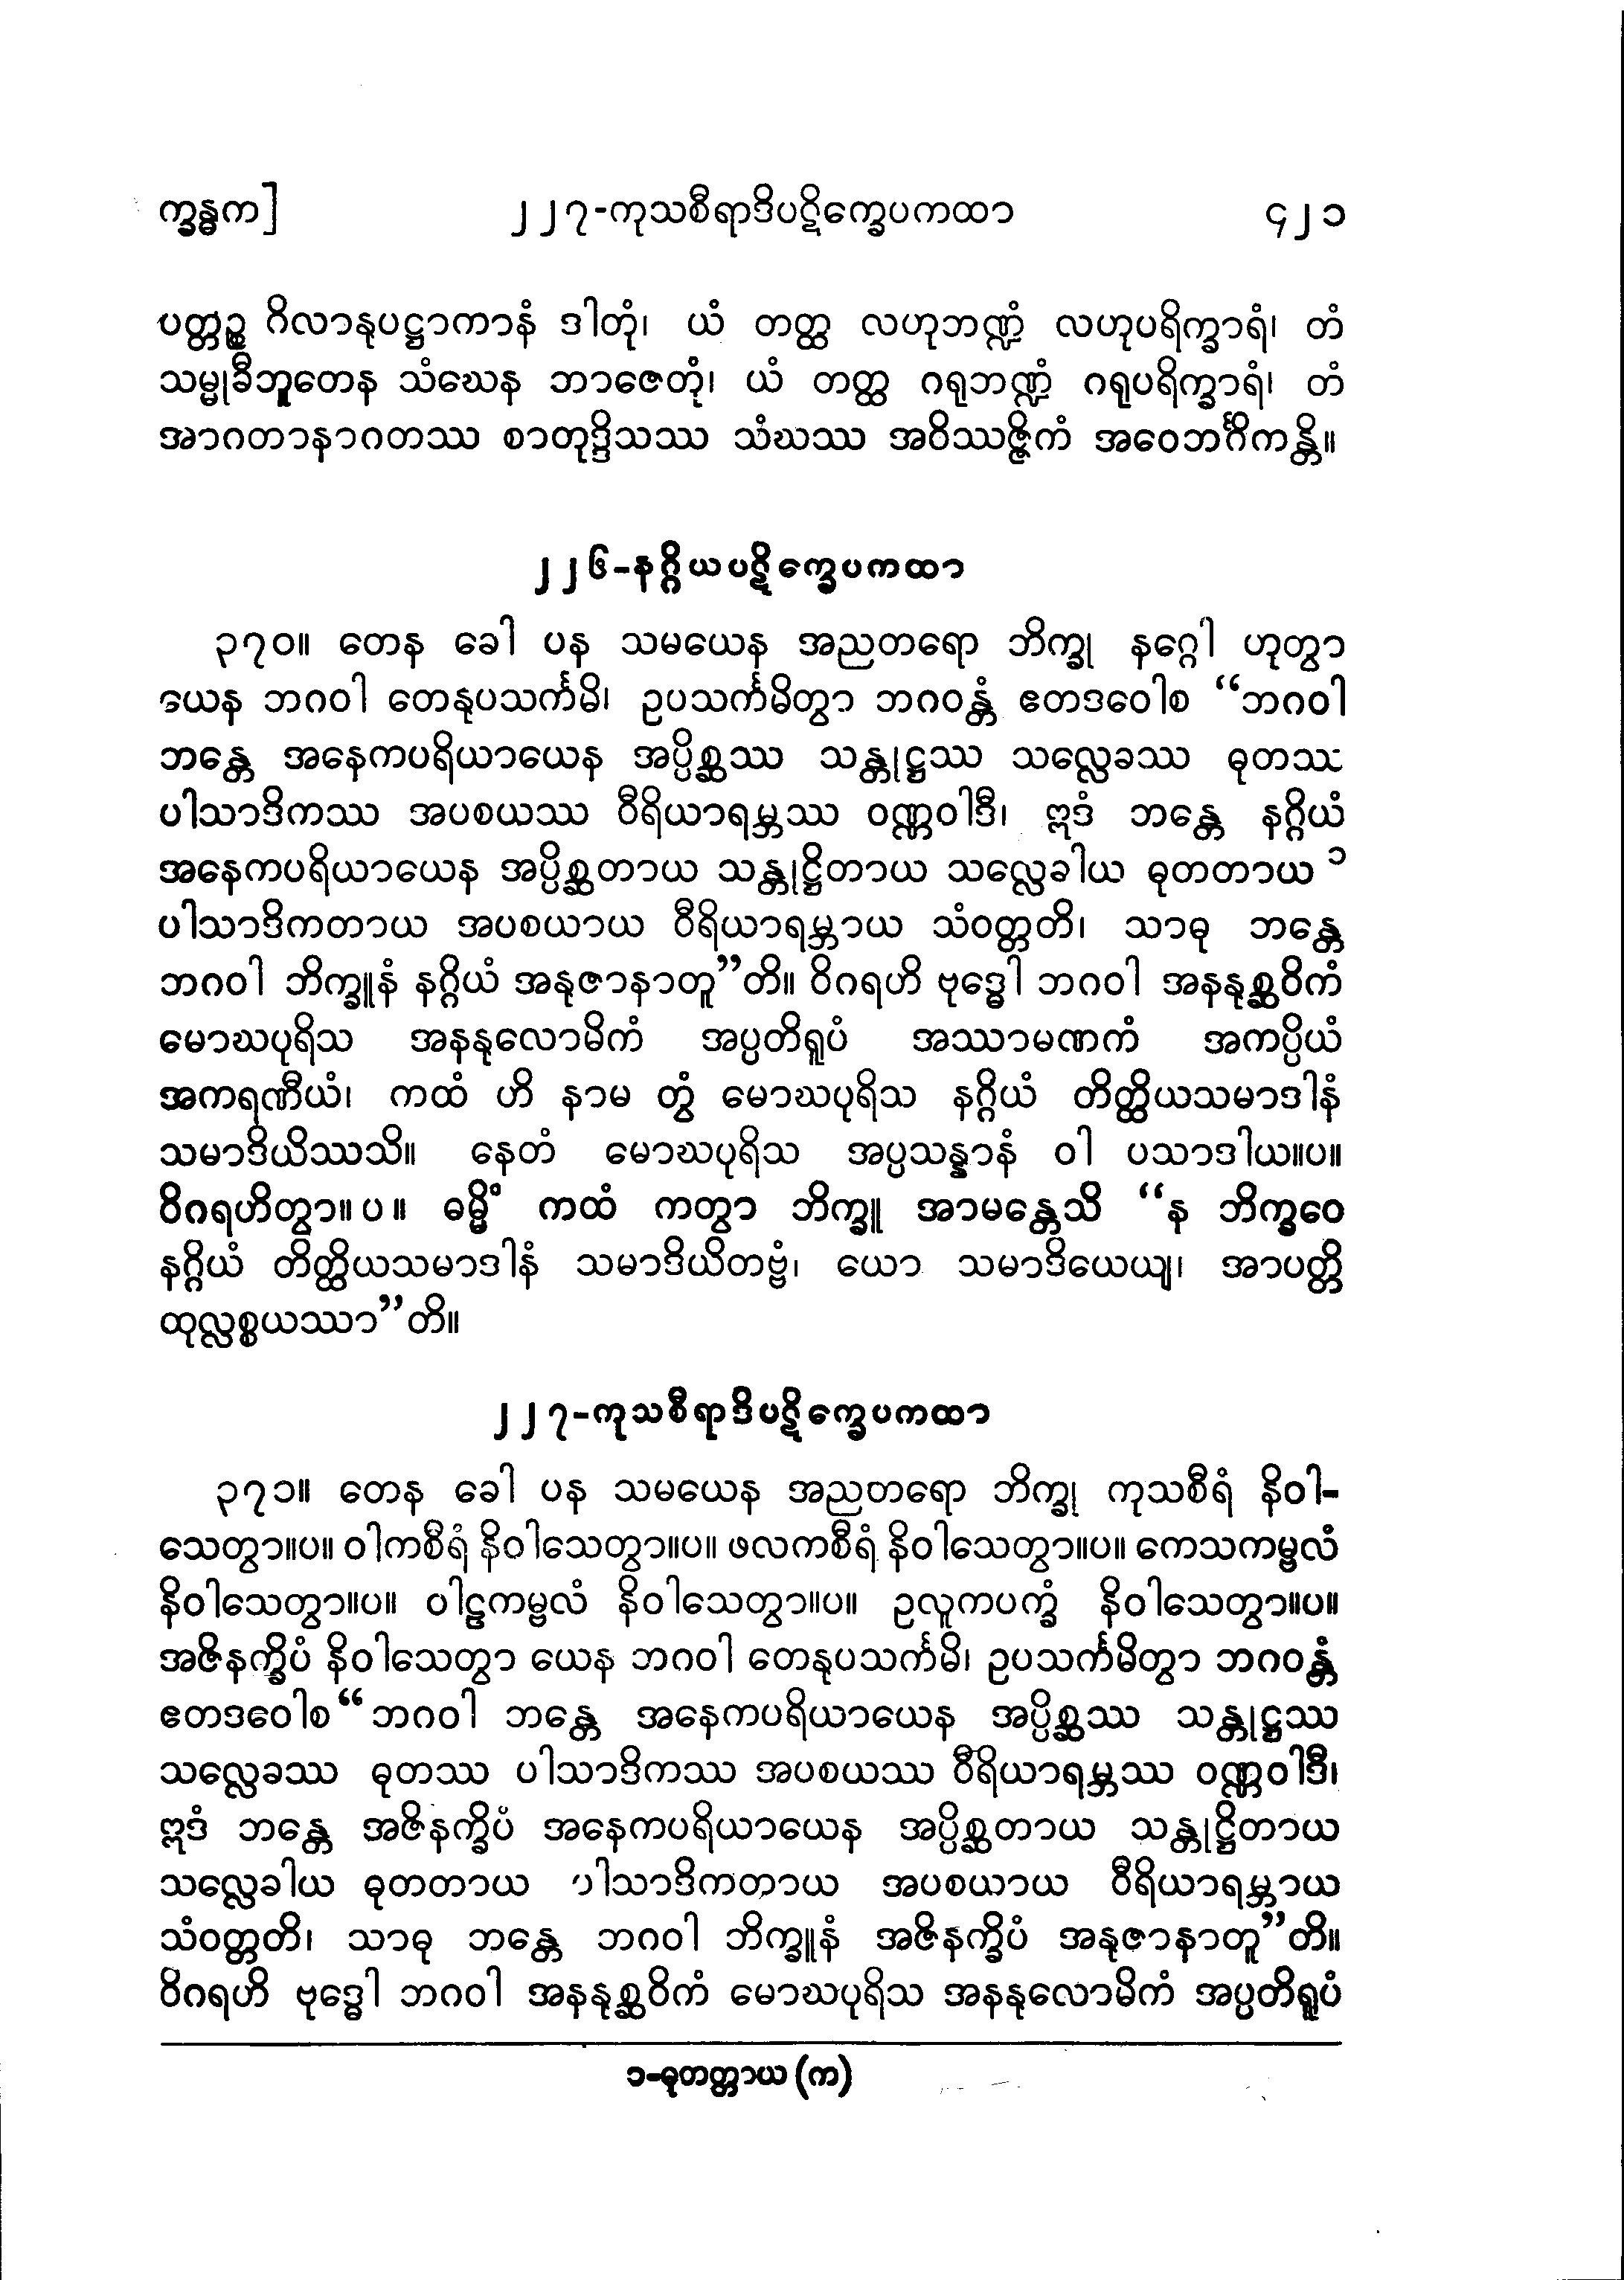 က္ခန္ဓက] ၂၂၇-ကုသစီရာဒိပဋိက္ခေပကထာ ၄၂၁
ပတ္တဉ္စ ဂိလာနုပဋ္ဌာကာနံ ဒါတုံ၊ ယံ တတ္ထ လဟုဘဏ္ဍံ လဟုပရိက္ခာရံ၊ တံ
သမ္မုခီဘူတေန သံဃေန ဘာဇေတုံ၊ ယံ တတ္ထ ဂရုဘဏ္ဍံ ဂရုပရိက္ခာရံ၊ တံ
အာဂတာနာဂတဿ စာတုဒ္ဒိသဿ သံဃဿ အဝိဿဇ္ဇိကံ အဝေဘင်္ဂိကန္တိ။
၂၂၆-နဂ္ဂိယပဋိက္ခေပကထာ
၃၇၀။ တေန ခေါ ပန သမယေန အညတရော ဘိက္ခု နဂ္ဂေါ ဟုတွာ
ယေန ဘဂဝါ တေနုပသင်္ကမိ၊ ဥပသင်္ကမိတွာ ဘဂဝန္တံ ဧတဒဝေါစ “ဘဂဝါ
ဘန္တေ အနေကပရိယာယေန အပ္ပိစ္ဆဿ သန္တုဋ္ဌဿ သလ္လေခဿ ဓုတဿ
ပါသာဒိကဿ အပစယဿ ဝီရိယာရမ္ဘဿ ဝဏ္ဏဝါဒီ၊ ဣဒံ ဘန္တေ နဂ္ဂိယံ
အနေကပရိယာယေန အပ္ပိစ္ဆတာယ သန္တုဋ္ဌိတာယ သလ္လေခါယ ဓုတတာယ ၁
ပါသာဒိကတာယ အပစယာယ ဝီရိယာရမ္ဘာယ သံဝတ္တတိ၊ သာဓု ဘန္တေ
ဘဂဝါ ဘိက္ခူနံ နဂ္ဂိယံ အနုဇာနာတူ”တိ။ ဝိဂရဟိ ဗုဒ္ဓေါ ဘဂဝါ အနနုစ္ဆဝိကံ
မောဃပုရိသ အနနုလောမိကံ အပ္ပတိရူပံ အဿာမဏကံ အကပ္ပိယံ
အကရဏီယံ၊ ကထံ ဟိ နာမ တွံ မောဃပုရိသ နဂ္ဂိယံ တိတ္ထိယသမာဒါနံ
သမာဒိယိဿသိ။ နေတံ မောဃပုရိသ အပ္ပသန္နာနံ ဝါ ပသာဒါယ။ပ။
ဝိဂရဟိတွာ။ ပ။ ဓမ္မိံ ကထံ ကတွာ ဘိက္ခူ အာမန္တေသိ “န ဘိက္ခဝေ
နဂ္ဂိယံ တိတ္ထိယသမာဒါနံ သမာဒိယိတဗ္ဗံ၊ ယော သမာဒိယေယျ၊ အာပတ္တိ
ထုလ္လစ္စယဿာ”တိ။
၂၂၇-ကုသစီရာဒိပဋိက္ခေပကထာ
၃၇၁။ တေန ခေါ ပန သမယေန အညတရော ဘိက္ခု ကုသစီရံ နိဝါ-
သေတွာ။ပ။ ဝါကစီရံ နိဝါသေတွာ။ပ။ ဖလကစီရံ နိဝါသေတွာ။ပ။ ကေသကမ္ဗလံ
နိဝါသေတွာ။ပ။ ဝါဠကမ္ဗလံ နိဝါသေတွာ။ပ။ ဥလူကပက္ခံ နိဝါသေတွာ။ပ။
အဇိနက္ခိပံ နိဝါသေတွာ ယေန ဘဂဝါ တေနုပသင်္ကမိ၊ ဥပသင်္ကမိတွာ ဘဂဝန္တံ
ဧတဒဝေါစ “ဘဂဝါ ဘန္တေ အနေကပရိယာယေန အပ္ပိစ္ဆဿ သန္တုဋ္ဌဿ
သလ္လေခဿ ဓုတဿ ပါသာဒိကဿ အပစယဿ ဝီရိယာရမ္ဘဿ ဝဏ္ဏဝါဒီ၊
ဣဒံ ဘန္တေ အဇိနက္ခိပံ အနေကပရိယာယေန အပ္ပိစ္ဆတာယ သန္တုဋ္ဌိတာယ
သလ္လေခါယ ဓုတတာယ ပါသာဒိကတာယ အပစယာယ ဝီရိယာရမ္ဘာယ
သံဝတ္တတိ၊ သာဓု ဘန္တေ ဘဂဝါ ဘိက္ခူနံ အဇိနက္ခိပံ အနုဇာနာတူ”တိ။
ဝိဂရဟိ ဗုဒ္ဓေါ ဘဂဝါ အနနုစ္ဆဝိကံ မောဃပုရိသ အနနုလောမိကံ အပ္ပတိရူပံ
၁-ဓုတတ္တာယ (က)